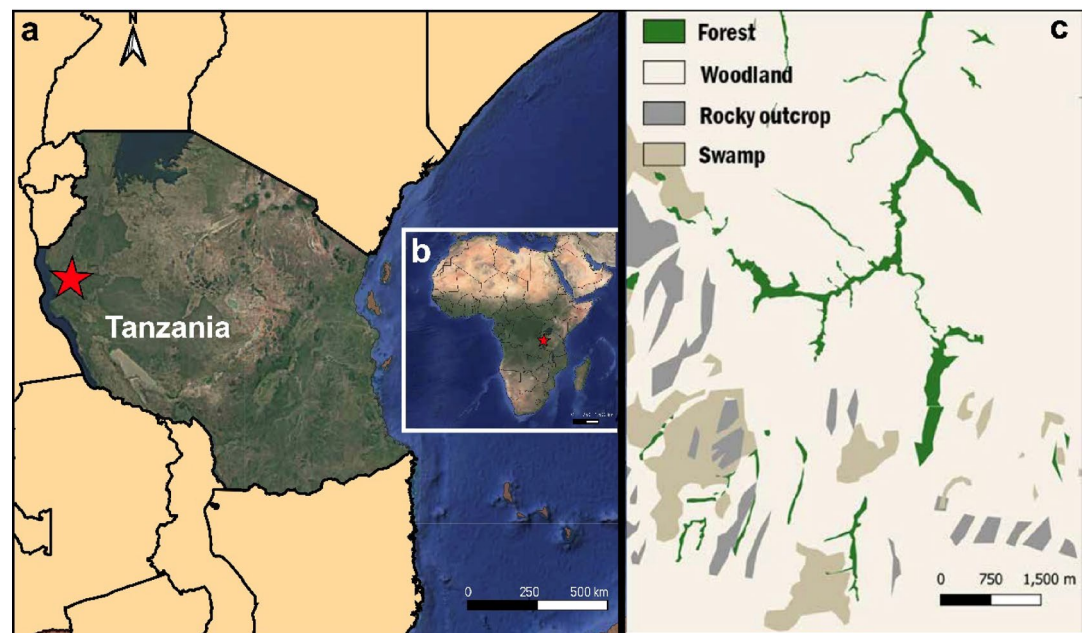 a
N
Tanzania
0 250 500 km
b
c
Forest
Woodland
Rocky outcrop
Swamp
0 750 1,500 m